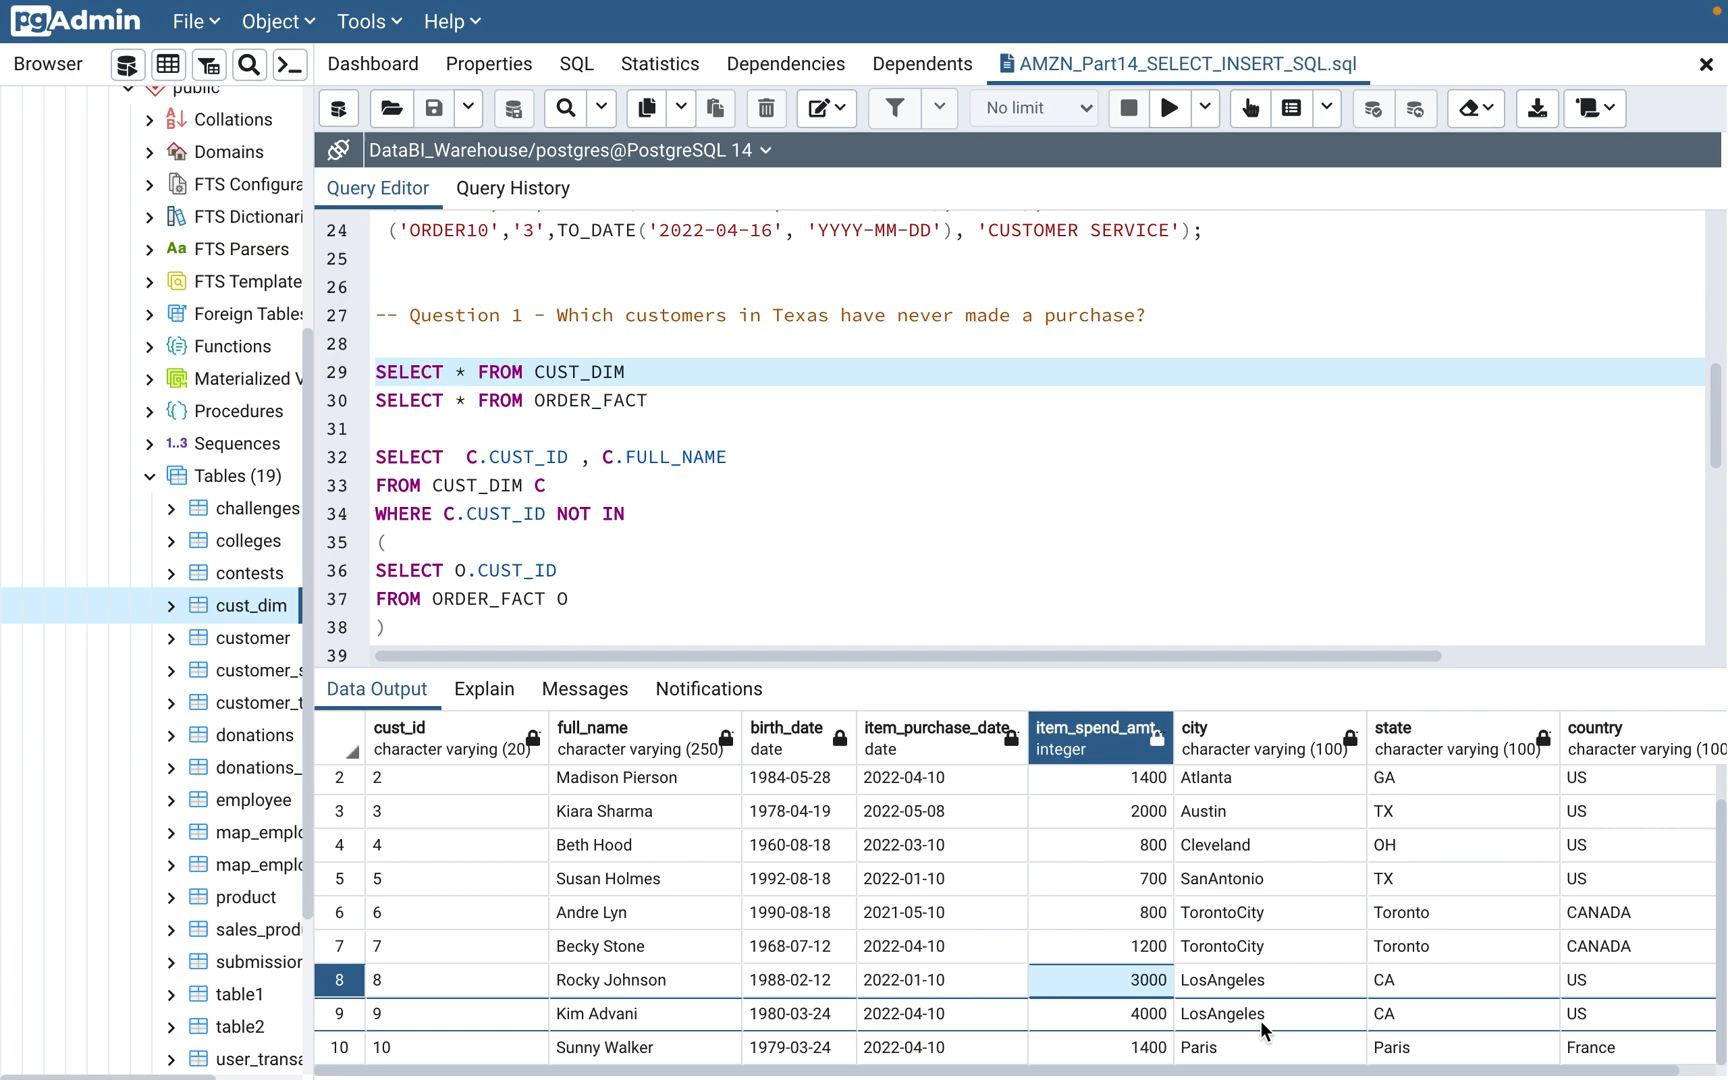 pgAdmin File Object Tools Help
Browser Dashboard Properties SQL Statistics Dependencies Dependents AMZN_Part14_SELECT_INSERT_SQL.sql
public
Collations
Domains
FTS Configura
FTS Dictionari
Aa FTS Parsers
FTS Template
Foreign Tables
Functions
Materialized V
Procedures
1..3 Sequences
Tables (19)
challenges
colleges
contests
cust_dim
customer
customer_s
customer_t
donations
donations_
employee
map_emplo
map_emplo
product
sales_produ
submission
table1
table2
user_transa
No limit
DataBI_Warehouse/postgres@PostgreSQL 14
Query Editor Query History
24 ('ORDER10','3',TO_DATE('2022-04-16', 'YYYY-MM-DD'), 'CUSTOMER SERVICE');
25
26
27 -- Question 1 - Which customers in Texas have never made a purchase?
28
29 SELECT * FROM CUST_DIM
30 SELECT * FROM ORDER_FACT
31
32 SELECT C.CUST_ID , C.FULL_NAME
33 FROM CUST_DIM C
34 WHERE C.CUST_ID NOT IN
35 (
36 SELECT O.CUST_ID
37 FROM ORDER_FACT O
38 )
39
Data Output Explain Messages Notifications
cust_id full_name birth_date item_purchase_date item_spend_amt city state country
character varying (20) character varying (250) date date integer character varying (100) character varying (100) character varying (100
2 2 Madison Pierson 1984-05-28 2022-04-10 1400 Atlanta GA US
3 3 Kiara Sharma 1978-04-19 2022-05-08 2000 Austin TX US
4 4 Beth Hood 1960-08-18 2022-03-10 800 Cleveland OH US
5 5 Susan Holmes 1992-08-18 2022-01-10 700 SanAntonio TX US
6 6 Andre Lyn 1990-08-18 2021-05-10 800 TorontoCity Toronto CANADA
7 7 Becky Stone 1968-07-12 2022-04-10 1200 TorontoCity Toronto CANADA
8 8 Rocky Johnson 1988-02-12 2022-01-10 3000 LosAngeles CA US
9 9 Kim Advani 1980-03-24 2022-04-10 4000 LosAngeles CA US
10 10 Sunny Walker 1979-03-24 2022-04-10 1400 Paris Paris France